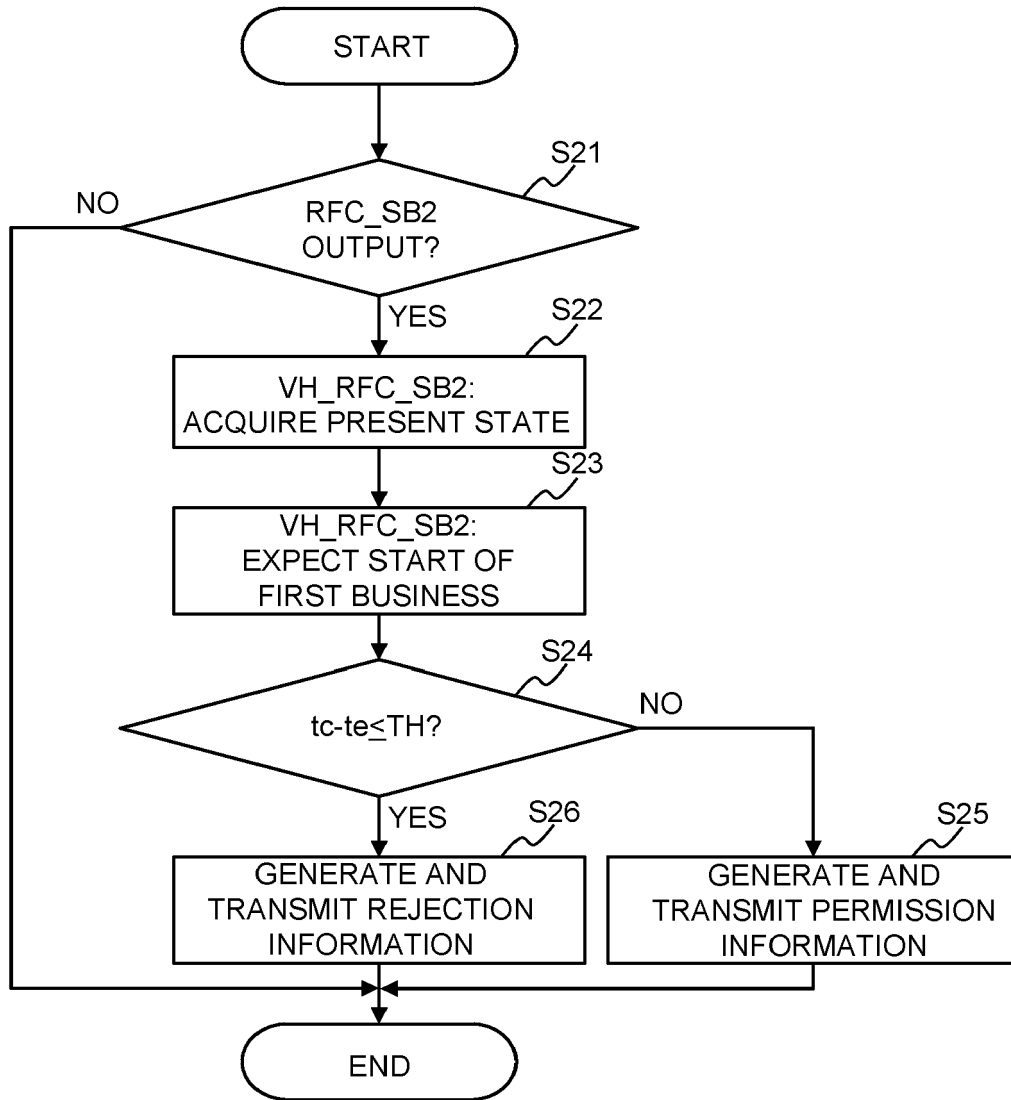 START
S21
NO
RFC_SB2
OUTPUT?
YES
S22
VH_RFC_SB2:
ACQUIRE PRESENT STATE
S23
VH_RFC_SB2:
EXPECT START OF
FIRST BUSINESS
S24
NO
tc-te≤TH?
YES
S26
S25
GENERATE AND
TRANSMIT REJECTION
INFORMATION
GENERATE AND
TRANSMIT PERMISSION
INFORMATION
END